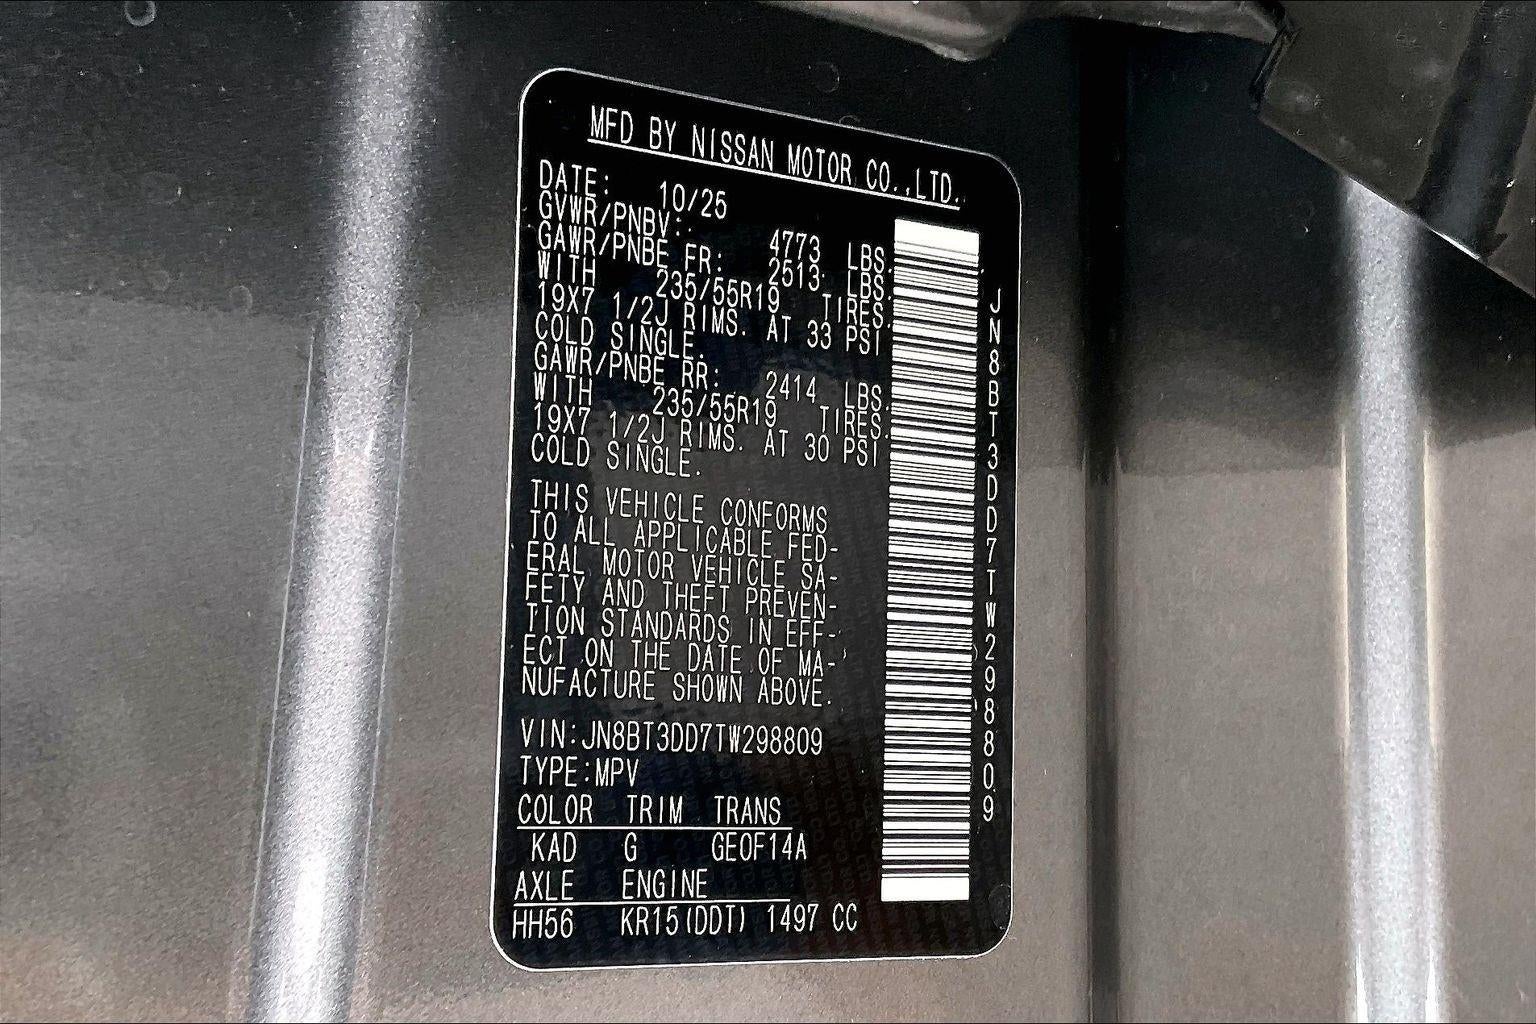 MFD BY NISSAN MOTOR CO.,LTD.
DATE: 10/25
GVWR/PNBV: 4773 LBS.
GAWR/PNBE FR: 2513 LBS.
WITH 235/55R19 TIRES.
19X7 1/2J RIMS. AT 33 PSI
COLD SINGLE.
GAWR/PNBE RR: 2414 LBS.
WITH 235/55R19 TIRES.
19X7 1/2J RIMS. AT 30 PSI
COLD SINGLE.
THIS VEHICLE CONFORMS
TO ALL APPLICABLE FED-
ERAL MOTOR VEHICLE SA-
FETY AND THEFT PREVEN-
TION STANDARDS IN EFF-
ECT ON THE DATE OF MA-
NUFACTURE SHOWN ABOVE.
VIN:JN8BT3DD7TW298809
TYPE:MPV
COLOR TRIM TRANS
KAD G GE0F14A
AXLE ENGINE
HH56 KR15(DDT) 1497 CC
JN8BT3DD7TW298809